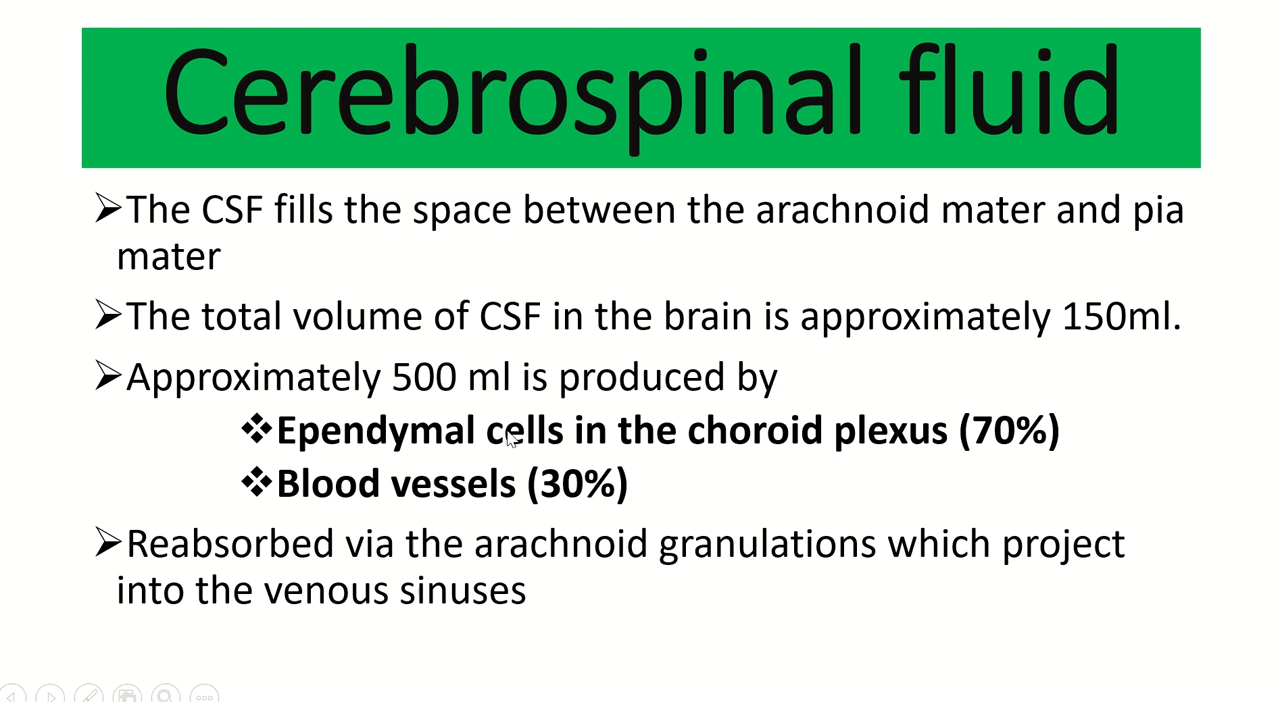 Cerebrospinal fluid
➢The CSF fills the space between the arachnoid mater and pia
mater
➢The total volume of CSF in the brain is approximately 150ml.
➢Approximately 500 ml is produced by
❖Ependymal cells in the choroid plexus (70%)
❖Blood vessels (30%)
➢Reabsorbed via the arachnoid granulations which project
into the venous sinuses